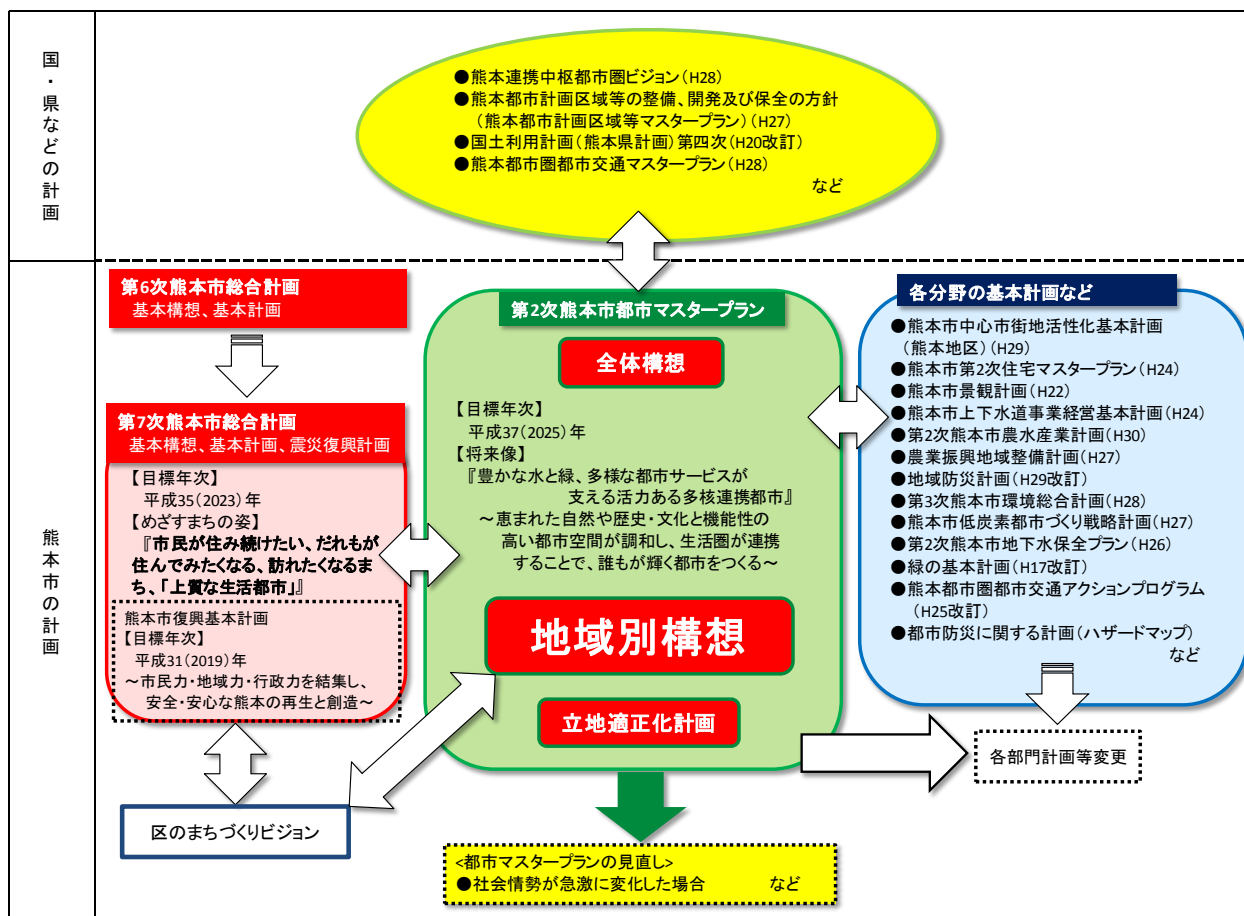 国・県などの計画
●熊本連携中枢都市圏ビジョン(H28)
●熊本都市計画区域等の整備、開発及び保全の方針
(熊本都市計画区域等マスタープラン)(H27)
●国土利用計画(熊本県計画)第四次(H20改訂)
●熊本都市圏都市交通マスタープラン(H28)
など
熊本市の計画
第6次熊本市総合計画
基本構想、基本計画
第7次熊本市総合計画
基本構想、基本計画、震災復興計画
【目標年次】
平成35(2023)年
【めざすまちの姿】
『市民が住み続けたい、だれもが
住んでみたくなる、訪れたくなるま
ち、「上質な生活都市」』
熊本市復興基本計画
【目標年次】
平成31(2019)年
~市民力・地域力・行政力を結集し、
安全・安心な熊本の再生と創造~
区のまちづくりビジョン
第2次熊本市都市マスタープラン
全体構想
【目標年次】
平成37(2025)年
【将来像】
『豊かな水と緑、多様な都市サービスが
支える活力ある多核連携都市』
~恵まれた自然や歴史・文化と機能性の
高い都市空間が調和し、生活圏が連携
することで、誰もが輝く都市をつくる~
地域別構想
立地適正化計画
<都市マスタープランの見直し>
●社会情勢が急激に変化した場合 など
各分野の基本計画など
●熊本市中心市街地活性化基本計画
(熊本地区)(H29)
●熊本市第2次住宅マスタープラン(H24)
●熊本市景観計画(H22)
●熊本市上下水道事業経営基本計画(H24)
●第2次熊本市農水産業計画(H30)
●農業振興地域整備計画(H27)
●地域防災計画(H29改訂)
●第3次熊本市環境総合計画(H28)
●熊本市低炭素都市づくり戦略計画(H27)
●第2次熊本市地下水保全プラン(H26)
●緑の基本計画(H17改訂)
●熊本都市圏都市交通アクションプログラム
(H25改訂)
●都市防災に関する計画(ハザードマップ)
など
各部門計画等変更